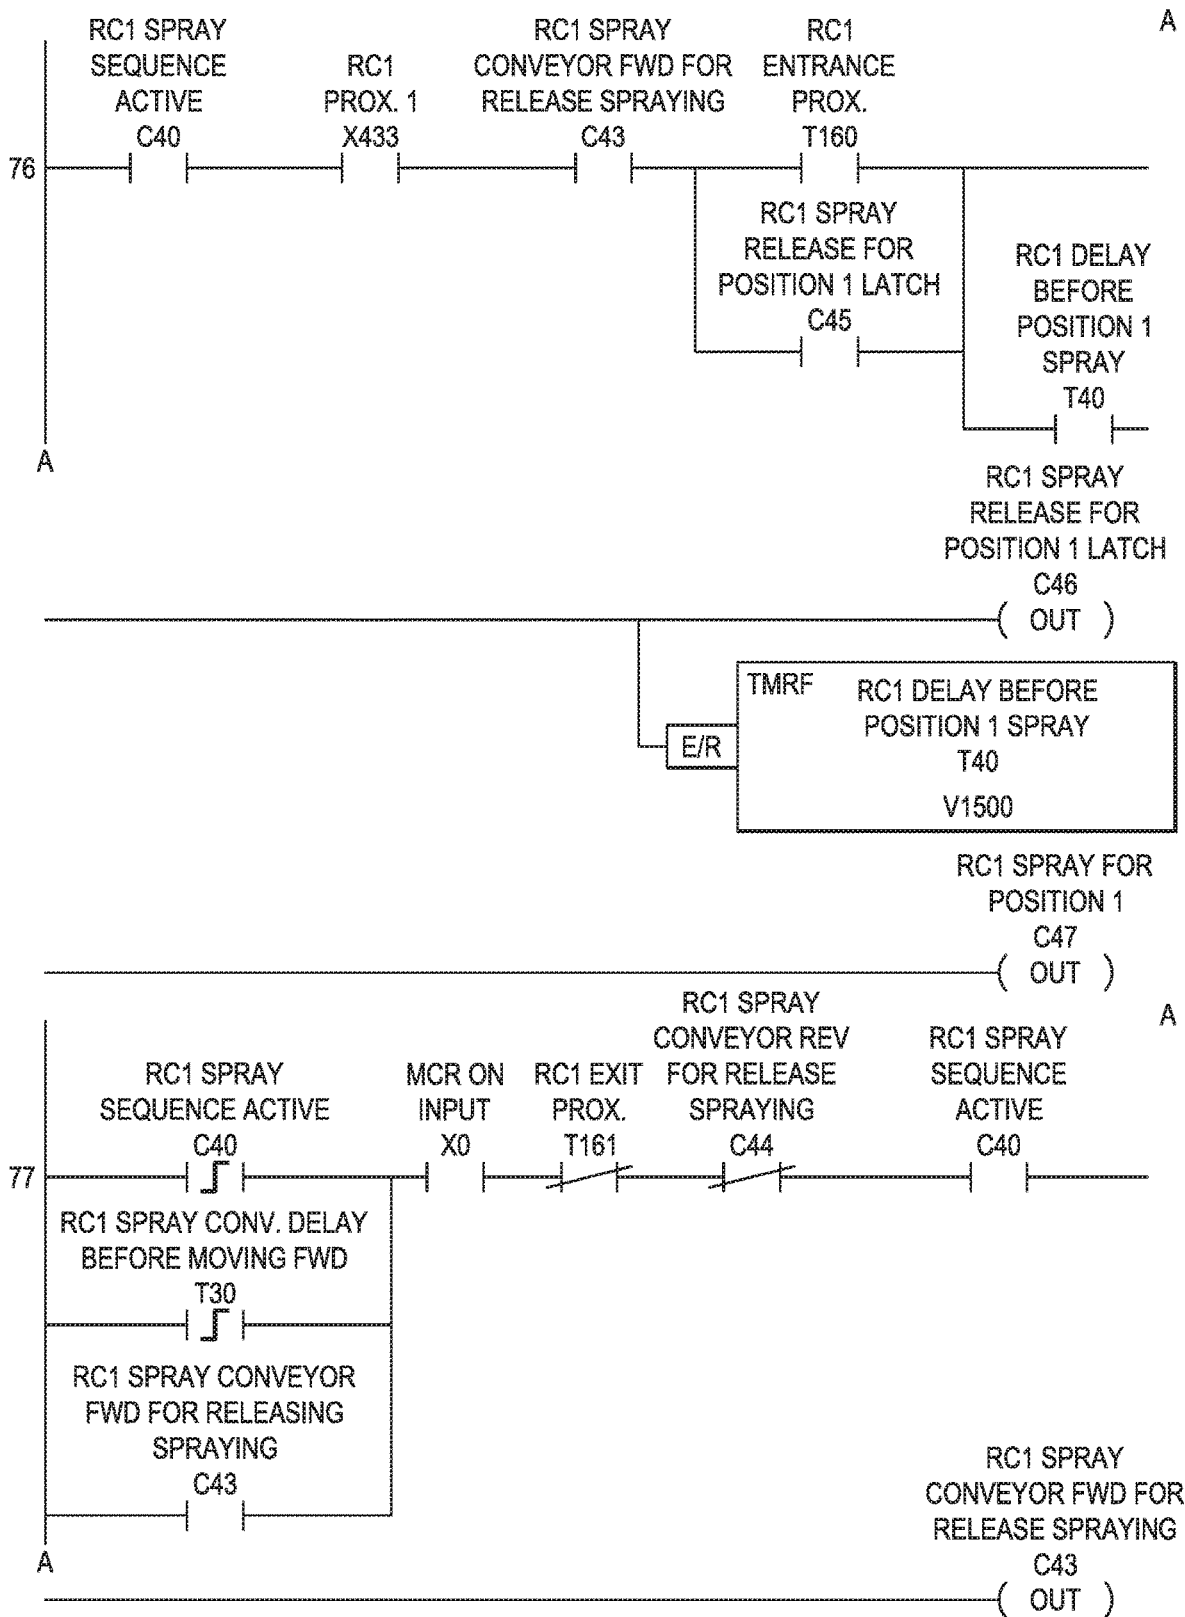 A
RC1 SPRAY
SEQUENCE
ACTIVE
C40
RC1
PROX. 1
X433
RC1 SPRAY
CONVEYOR FWD FOR
RELEASE SPRAYING
C43
RC1
ENTRANCE
PROX.
T160
76
RC1 SPRAY
RELEASE FOR
POSITION 1 LATCH
C45
RC1 DELAY
BEFORE
POSITION 1
SPRAY
T40
A
RC1 SPRAY
RELEASE FOR
POSITION 1 LATCH
C46
( OUT )
TMRF
RC1 DELAY BEFORE
POSITION 1 SPRAY
T40
V1500
E/R
RC1 SPRAY FOR
POSITION 1
C47
( OUT )
A
RC1 SPRAY
SEQUENCE ACTIVE
C40
MCR ON
INPUT
X0
RC1 EXIT
PROX.
T161
RC1 SPRAY
CONVEYOR REV
FOR RELEASE
SPRAYING
C44
RC1 SPRAY
SEQUENCE
ACTIVE
C40
77
RC1 SPRAY CONV. DELAY
BEFORE MOVING FWD
T30
RC1 SPRAY CONVEYOR
FWD FOR RELEASING
SPRAYING
C43
A
RC1 SPRAY
CONVEYOR FWD FOR
RELEASE SPRAYING
C43
( OUT )